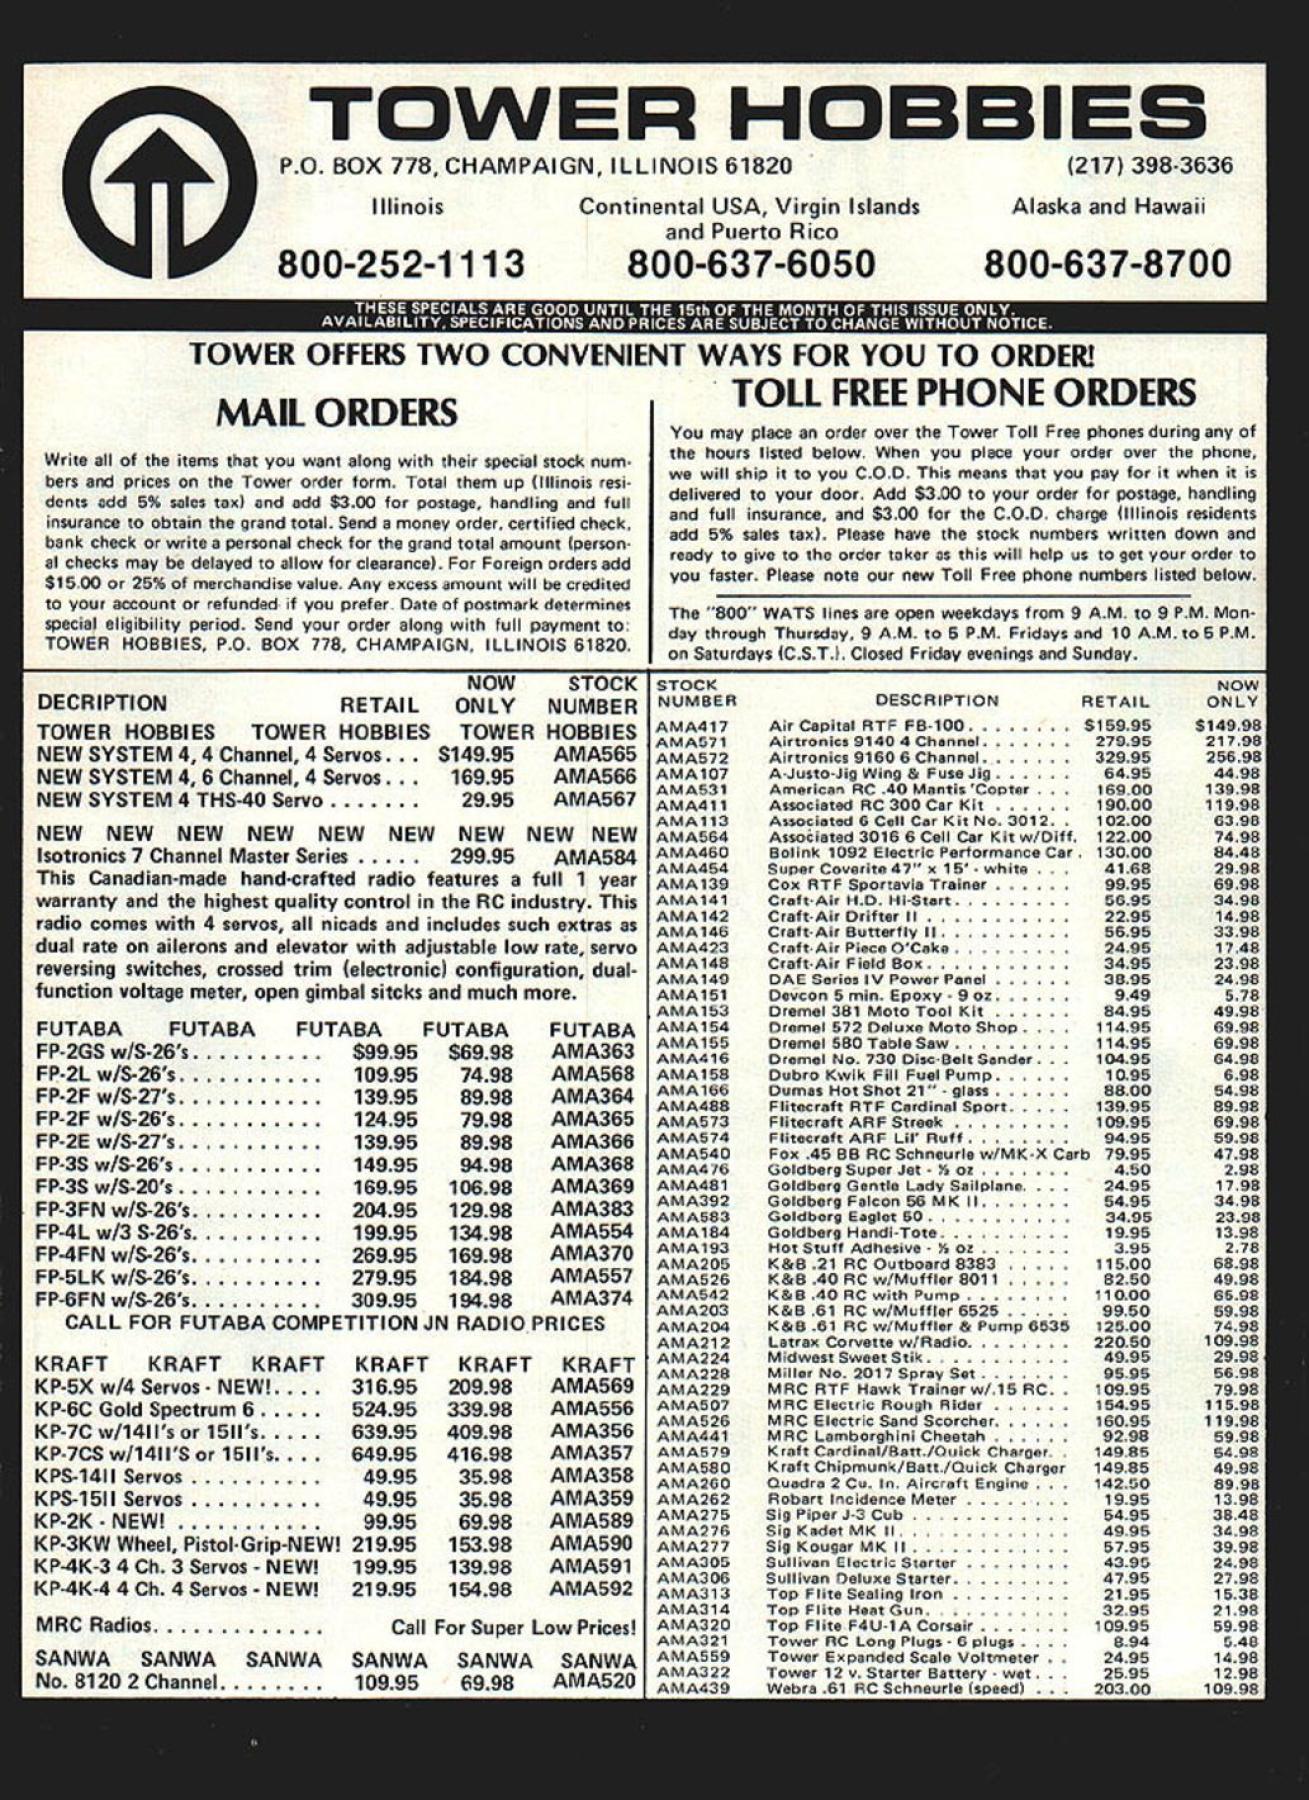 TOWER HOBBIES
P.O. BOX 778, CHAMPAIGN, ILLINOIS 61820 (217) 398-3636
Illinois Continental USA, Virgin Islands Alaska and Hawaii
and Puerto Rico
800-252-1113 800-637-6050 800-637-8700
THESE SPECIALS ARE GOOD UNTIL THE 15th OF THE MONTH OF THIS ISSUE ONLY.
AVAILABILITY, SPECIFICATIONS AND PRICES ARE SUBJECT TO CHANGE WITHOUT NOTICE.
TOWER OFFERS TWO CONVENIENT WAYS FOR YOU TO ORDER!
MAIL ORDERS
Write all of the items that you want along with their special stock num-
bers and prices on the Tower order form. Total them up (Illinois resi-
dents add 5% sales tax) and add $3.00 for postage, handling and full
insurance to obtain the grand total. Send a money order, certified check,
bank check or write a personal check for the grand total amount (person-
al checks may be delayed to allow for clearance). For Foreign orders add
$15.00 or 25% of merchandise value. Any excess amount will be credited
to your account or refunded if you prefer. Date of postmark determines
special eligibility period. Send your order along with full payment to:
TOWER HOBBIES, P.O. BOX 778, CHAMPAIGN, ILLINOIS 61820.
TOLL FREE PHONE ORDERS
You may place an order over the Tower Toll Free phones during any of
the hours listed below. When you place your order over the phone,
we will ship it to you C.O.D. This means that you pay for it when it is
delivered to your door. Add $3.00 to your order for postage, handling
and full insurance, and $3.00 for the C.O.D. charge (Illinois residents
add 5% sales tax). Please have the stock numbers written down and
ready to give to the order taker as this will help us to get your order to
you faster. Please note our new Toll Free phone numbers listed below.
The "800" WATS lines are open weekdays from 9 A.M. to 9 P.M. Mon-
day through Thursday, 9 A.M. to 5 P.M. Fridays and 10 A.M. to 5 P.M.
on Saturdays (C.S.T.). Closed Friday evenings and Sunday.
NOW STOCK
DECRIPTION RETAIL ONLY NUMBER
TOWER HOBBIES TOWER HOBBIES TOWER HOBBIES
NEW SYSTEM 4, 4 Channel, 4 Servos . . . $149.95 AMA565
NEW SYSTEM 4, 6 Channel, 4 Servos . . . 169.95 AMA566
NEW SYSTEM 4 THS-40 Servo . . . . . . . 29.95 AMA567
NEW NEW NEW NEW NEW NEW NEW NEW NEW
Isotronics 7 Channel Master Series . . . . . 299.95 AMA584
This Canadian-made hand-crafted radio features a full 1 year
warranty and the highest quality control in the RC industry. This
radio comes with 4 servos, all nicads and includes such extras as
dual rate on ailerons and elevator with adjustable low rate, servo
reversing switches, crossed trim (electronic) configuration, dual-
function voltage meter, open gimbal sitcks and much more.
FUTABA FUTABA FUTABA FUTABA FUTABA
FP-2GS w/S-26's. . . . . . . . . . $99.95 $69.98 AMA363
FP-2L w/S-26's. . . . . . . . . . . 109.95 74.98 AMA568
FP-2F w/S-27's. . . . . . . . . . . 139.95 89.98 AMA364
FP-2F w/S-26's. . . . . . . . . . . 124.95 79.98 AMA365
FP-2E w/S-27's. . . . . . . . . . . 139.95 89.98 AMA366
FP-3S w/S-26's . . . . . . . . . . . 149.95 94.98 AMA368
FP-3S w/S-20's . . . . . . . . . . . 169.95 106.98 AMA369
FP-3FN w/S-26's. . . . . . . . . . 204.95 129.98 AMA383
FP-4L w/3 S-26's. . . . . . . . . . 199.95 134.98 AMA554
FP-4FN w/S-26's. . . . . . . . . . 269.95 169.98 AMA370
FP-5LK w/S-26's. . . . . . . . . . 279.95 184.98 AMA557
FP-6FN w/S-26's. . . . . . . . . . 309.95 194.98 AMA374
CALL FOR FUTABA COMPETITION JN RADIO PRICES
KRAFT KRAFT KRAFT KRAFT KRAFT KRAFT
KP-5X w/4 Servos - NEW!. . . . 316.95 209.98 AMA569
KP-6C Gold Spectrum 6 . . . . . 524.95 339.98 AMA556
KP-7C w/14II's or 15II's. . . . . 639.95 409.98 AMA356
KP-7CS w/14II'S or 15II's. . . . 649.95 416.98 AMA357
KPS-14II Servos . . . . . . . . . . 49.95 35.98 AMA358
KPS-15II Servos . . . . . . . . . . 49.95 35.98 AMA359
KP-2K - NEW! . . . . . . . . . . . 99.95 69.98 AMA589
KP-3KW Wheel, Pistol-Grip-NEW! 219.95 153.98 AMA590
KP-4K-3 4 Ch. 3 Servos - NEW! 199.95 139.98 AMA591
KP-4K-4 4 Ch. 4 Servos - NEW! 219.95 154.98 AMA592
MRC Radios. . . . . . . . . . . . . Call For Super Low Prices!
SANWA SANWA SANWA SANWA SANWA SANWA
No. 8120 2 Channel. . . . . . . . 109.95 69.98 AMA520
STOCK NOW
NUMBER DESCRIPTION RETAIL ONLY
AMA417 Air Capital RTF FB-100. . . . . . . . $159.95 $149.98
AMA571 Airtronics 9140 4 Channel. . . . . . . 279.95 217.98
AMA572 Airtronics 9160 6 Channel. . . . . . . 329.95 256.98
AMA107 A-Justo-Jig Wing & Fuse Jig . . . . . . 64.95 44.98
AMA531 American RC .40 Mantis 'Copter . . . 169.00 139.98
AMA411 Associated RC 300 Car Kit . . . . . . 190.00 119.98
AMA113 Associated 6 Cell Car Kit No. 3012. . 102.00 63.98
AMA564 Associated 3016 6 Cell Car Kit w/Diff. 122.00 74.98
AMA460 Bolink 1092 Electric Performance Car . 130.00 84.48
AMA454 Super Coverite 47" x 15' - white . . . 41.68 29.98
AMA139 Cox RTF Sportavia Trainer . . . . . . 99.95 69.98
AMA141 Craft-Air H.D. Hi-Start. . . . . . . . . 56.95 34.98
AMA142 Craft-Air Drifter II . . . . . . . . . . . 22.95 14.98
AMA146 Craft-Air Butterfly II. . . . . . . . . . 56.95 33.98
AMA423 Craft-Air Piece O'Cake . . . . . . . . 24.95 17.48
AMA148 Craft-Air Field Box. . . . . . . . . . . 34.95 23.98
AMA149 DAE Series IV Power Panel . . . . . . 38.95 24.98
AMA151 Devcon 5 min. Epoxy - 9 oz. . . . . . 9.49 5.78
AMA153 Dremel 381 Moto Tool Kit . . . . . . 84.95 49.98
AMA154 Dremel 572 Deluxe Moto Shop . . . . 114.95 69.98
AMA155 Dremel 580 Table Saw . . . . . . . . . 114.95 69.98
AMA416 Dremel No. 730 Disc-Belt Sander . . . 104.95 64.98
AMA158 Dubro Kwik Fill Fuel Pump. . . . . . 10.95 6.98
AMA166 Dumas Hot Shot 21" - glass . . . . . . 88.00 54.98
AMA488 Flitecraft RTF Cardinal Sport. . . . . 139.95 89.98
AMA573 Flitecraft ARF Streek . . . . . . . . . 109.95 69.98
AMA574 Flitecraft ARF Lil' Ruff. . . . . . . . 94.95 59.98
AMA540 Fox .45 BB RC Schneurle w/MK-X Carb 79.95 47.98
AMA476 Goldberg Super Jet - ½ oz . . . . . . . 4.50 2.98
AMA481 Goldberg Gentle Lady Sailplane. . . . 24.95 17.98
AMA392 Goldberg Falcon 56 MK II. . . . . . . 54.95 34.98
AMA583 Goldberg Eaglet 50 . . . . . . . . . . . 34.95 23.98
AMA184 Goldberg Handi-Tote. . . . . . . . . . 19.95 13.98
AMA193 Hot Stuff Adhesive - ½ oz . . . . . . . 3.95 2.78
AMA205 K&B .21 RC Outboard 8383 . . . . . 115.00 68.98
AMA526 K&B .40 RC w/Muffler 8011 . . . . . 82.50 49.98
AMA542 K&B .40 RC with Pump . . . . . . . . 110.00 65.98
AMA203 K&B .61 RC w/Muffler 6525 . . . . . 99.50 59.98
AMA204 K&B .61 RC w/Muffler & Pump 6535 125.00 74.98
AMA212 Latrax Corvette w/Radio. . . . . . . . 220.50 109.98
AMA224 Midwest Sweet Stik. . . . . . . . . . . 49.95 29.98
AMA228 Miller No. 2017 Spray Set . . . . . . . 95.95 56.98
AMA229 MRC RTF Hawk Trainer w/.15 RC. . 109.95 79.98
AMA507 MRC Electric Rough Rider . . . . . . 154.95 115.98
AMA526 MRC Electric Sand Scorcher. . . . . . 160.95 119.98
AMA441 MRC Lamborghini Cheetah . . . . . . 92.98 59.98
AMA579 Kraft Cardinal/Batt./Quick Charger. . 149.85 54.98
AMA580 Kraft Chipmunk/Batt./Quick Charger 149.85 49.98
AMA260 Quadra 2 Cu. In. Aircraft Engine . . . 142.50 89.98
AMA262 Robart Incidence Meter . . . . . . . . 19.95 13.98
AMA275 Sig Piper J-3 Cub . . . . . . . . . . . . 54.95 38.48
AMA276 Sig Kadet MK II. . . . . . . . . . . . . 49.95 34.98
AMA277 Sig Kougar MK II . . . . . . . . . . . . 57.95 39.98
AMA305 Sullivan Electric Starter . . . . . . . . 43.95 24.98
AMA306 Sullivan Deluxe Starter. . . . . . . . . 47.95 27.98
AMA313 Top Flite Sealing Iron . . . . . . . . . 21.95 15.38
AMA314 Top Flite Heat Gun. . . . . . . . . . . 32.95 21.98
AMA320 Top Flite F4U-1A Corsair . . . . . . . 109.95 59.98
AMA321 Tower RC Long Plugs - 6 plugs . . . . 8.94 5.48
AMA559 Tower Expanded Scale Voltmeter . . 24.95 14.98
AMA322 Tower 12 v. Starter Battery - wet . . . 25.95 12.98
AMA439 Webra .61 RC Schneurle (speed) . . . 203.00 109.98